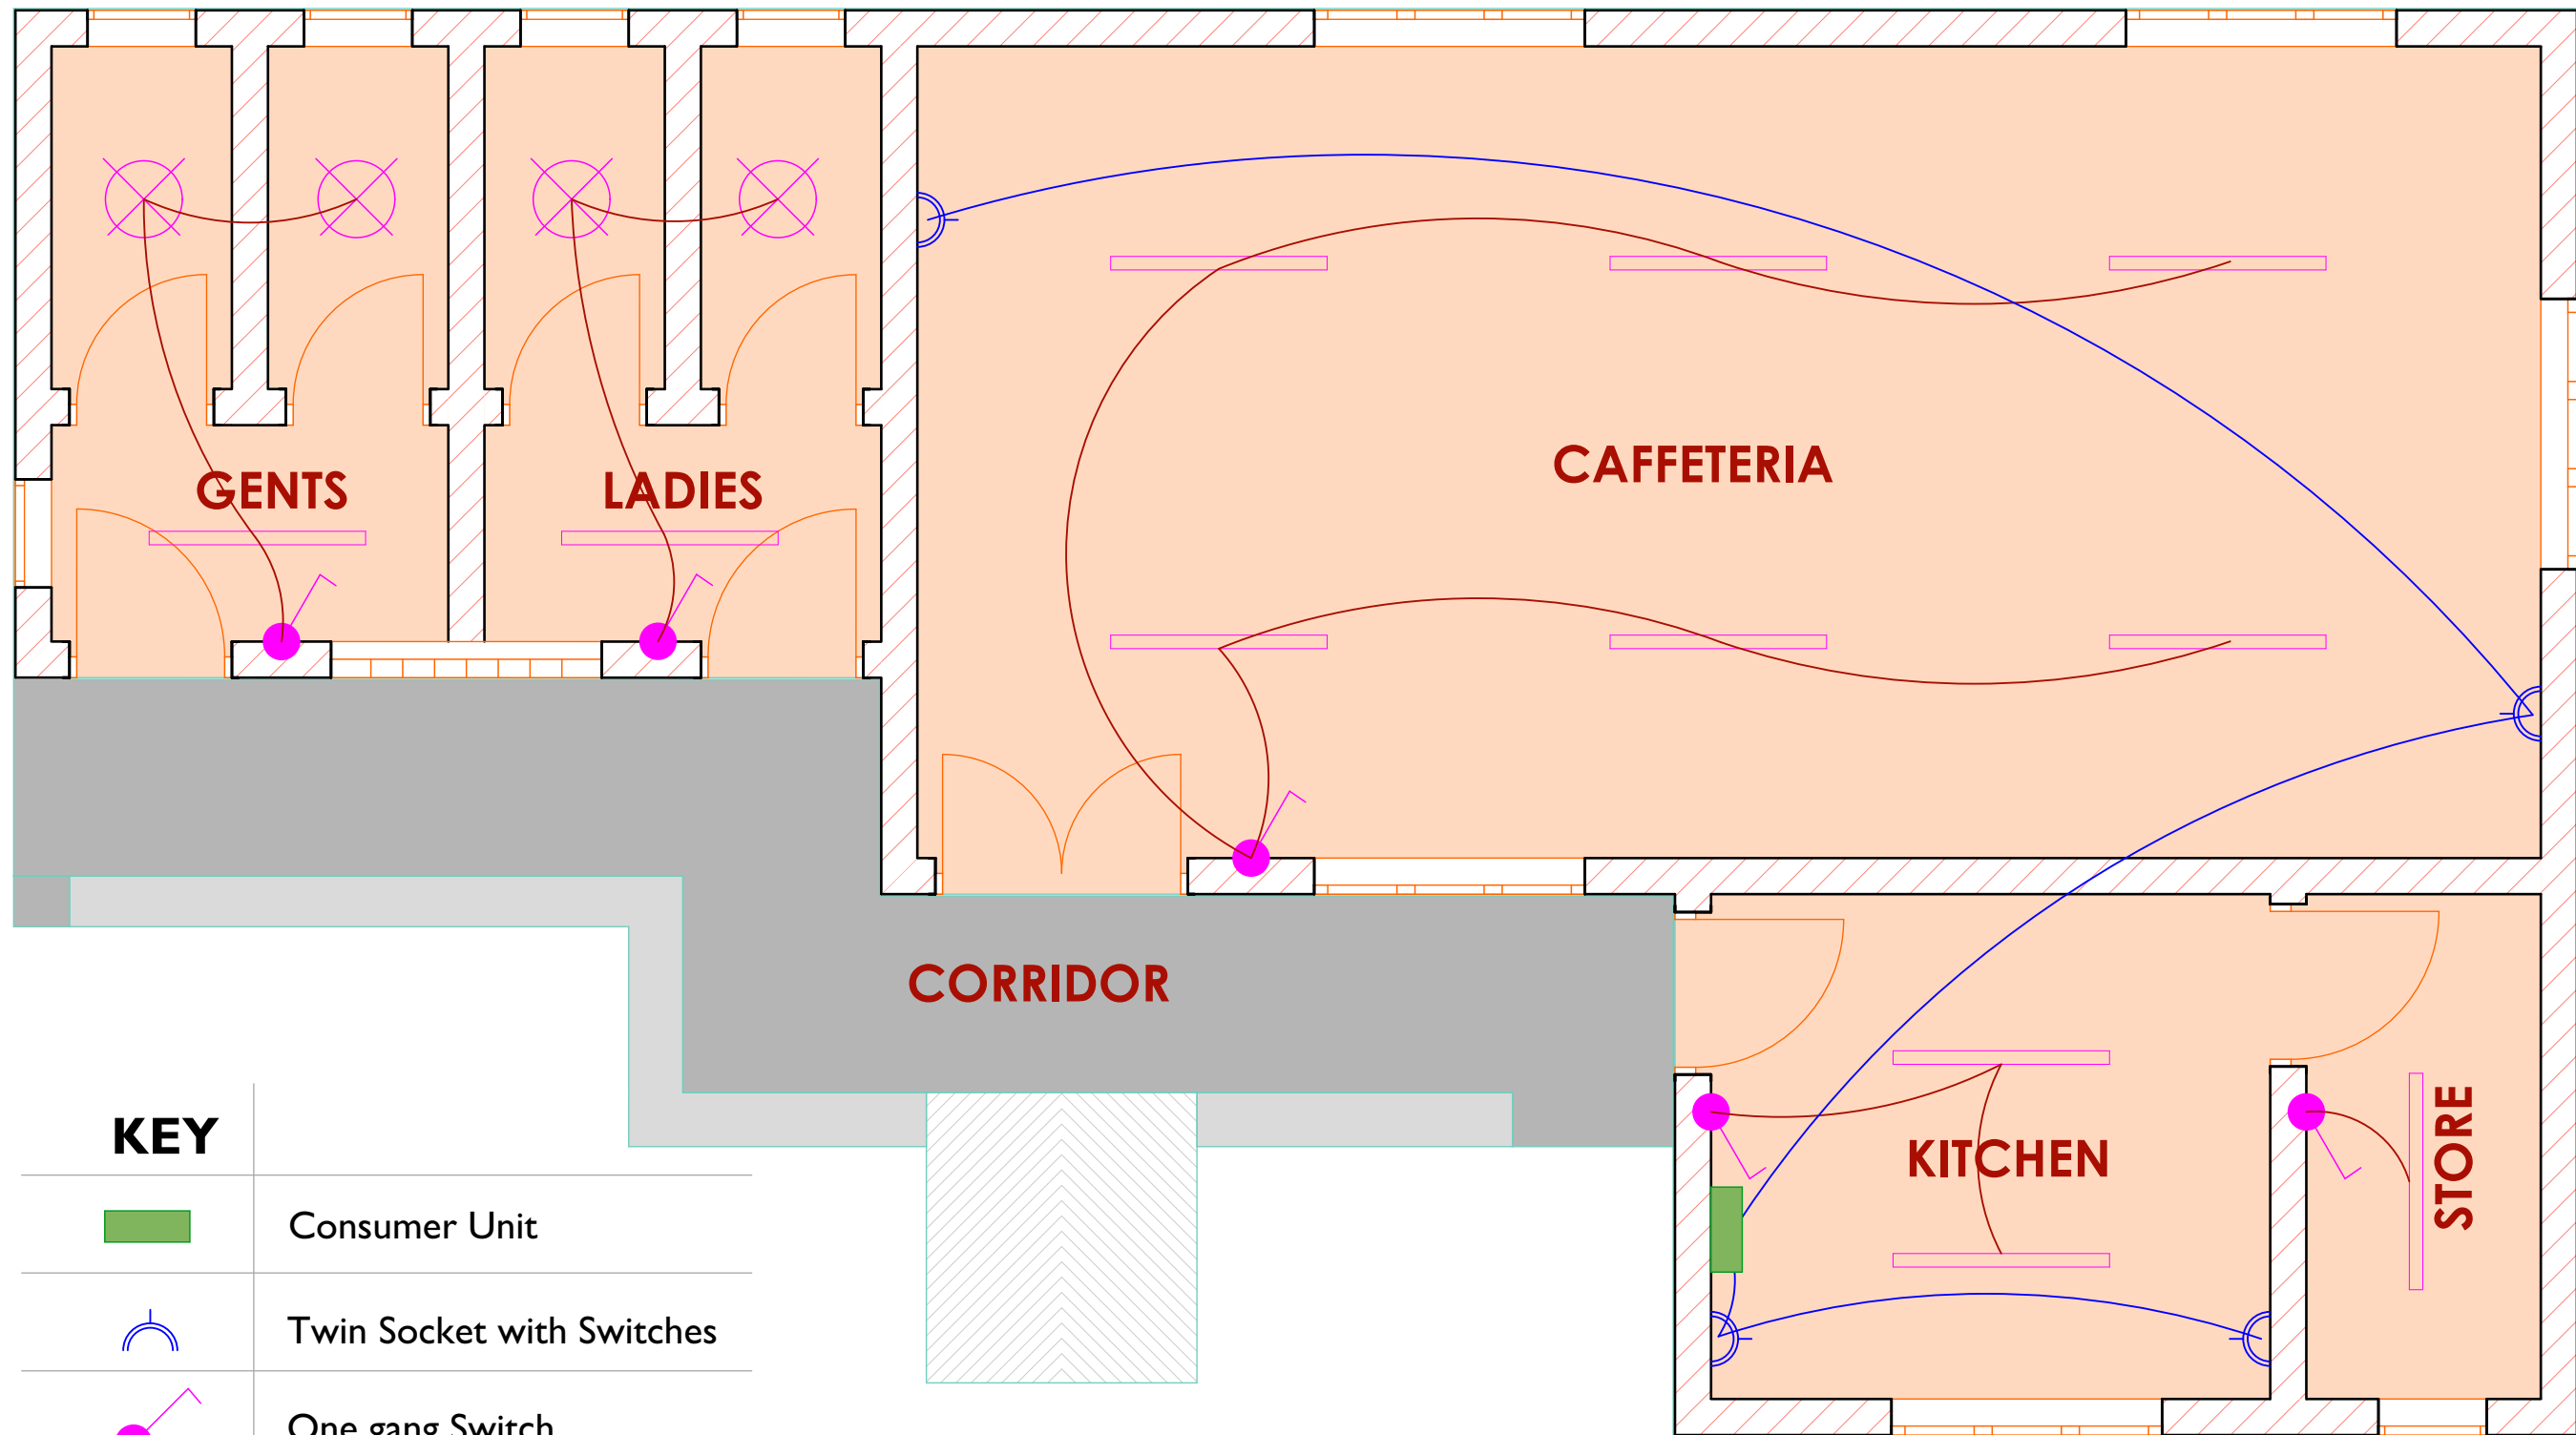 GENTS
LADIES
CAFFETERIA
CORRIDOR
KITCHEN
STORE
KEY
Consumer Unit
Twin Socket with Switches
One gang Switch